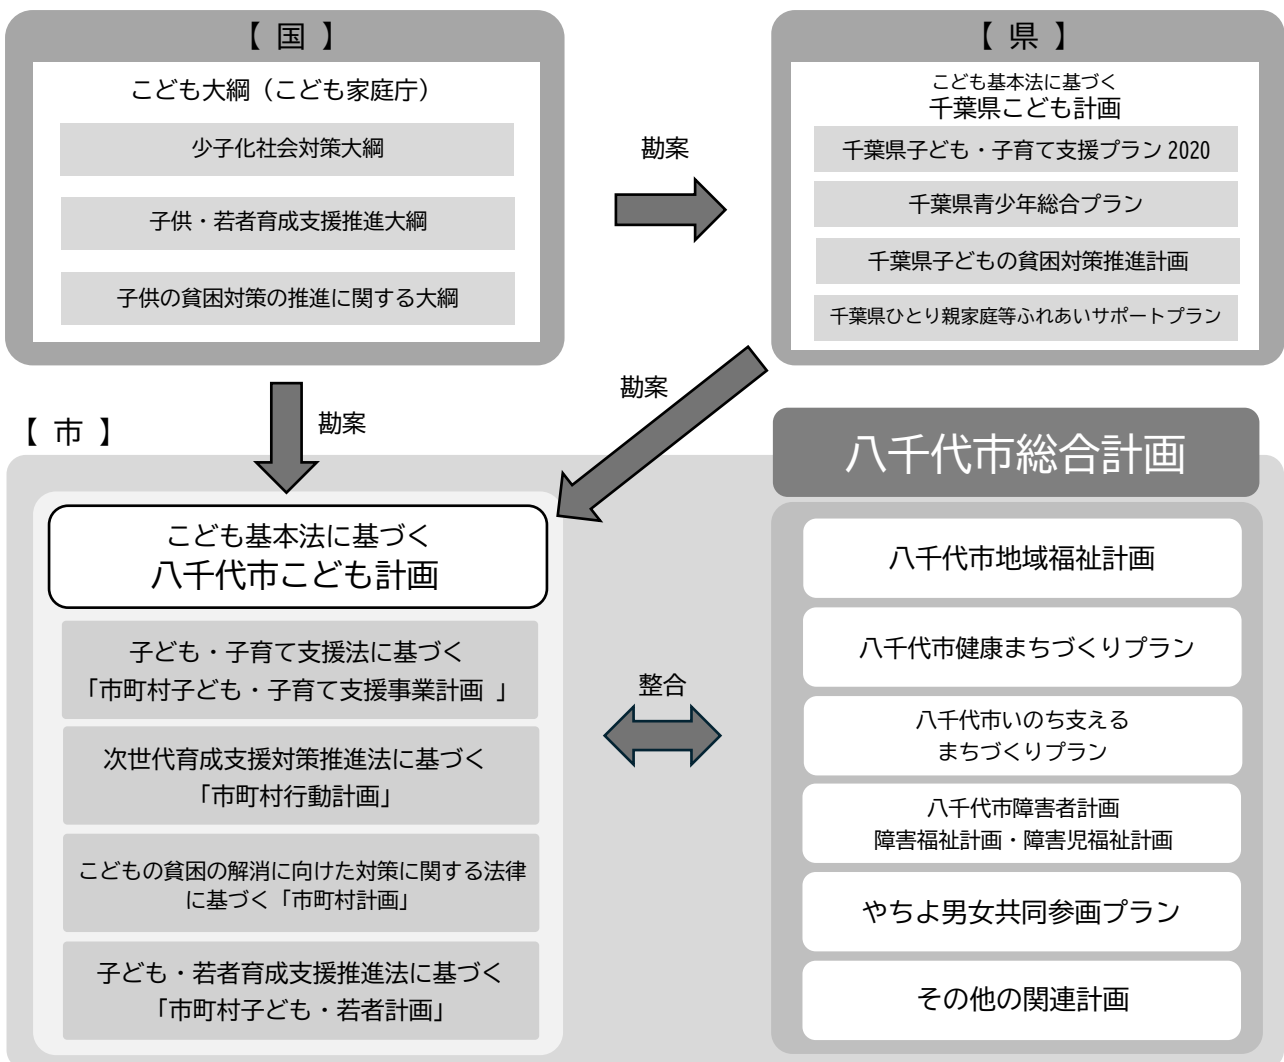 【 国 】
こども大綱（こども家庭庁）
少子化社会対策大綱
子供・若者育成支援推進大綱
子供の貧困対策の推進に関する大綱
勘案
【 県 】
こども基本法に基づく
千葉県こども計画
千葉県子ども・子育て支援プラン 2020
千葉県青少年総合プラン
千葉県子どもの貧困対策推進計画
千葉県ひとり親家庭等ふれあいサポートプラン
勘案
勘案
【 市 】
こども基本法に基づく
八千代市こども計画
子ども・子育て支援法に基づく
「市町村子ども・子育て支援事業計画 」
次世代育成支援対策推進法に基づく
「市町村行動計画」
こどもの貧困の解消に向けた対策に関する法律
に基づく「市町村計画」
子ども・若者育成支援推進法に基づく
「市町村子ども・若者計画」
整合
八千代市総合計画
八千代市地域福祉計画
八千代市健康まちづくりプラン
八千代市いのち支える
まちづくりプラン
八千代市障害者計画
障害福祉計画・障害児福祉計画
やちよ男女共同参画プラン
その他の関連計画